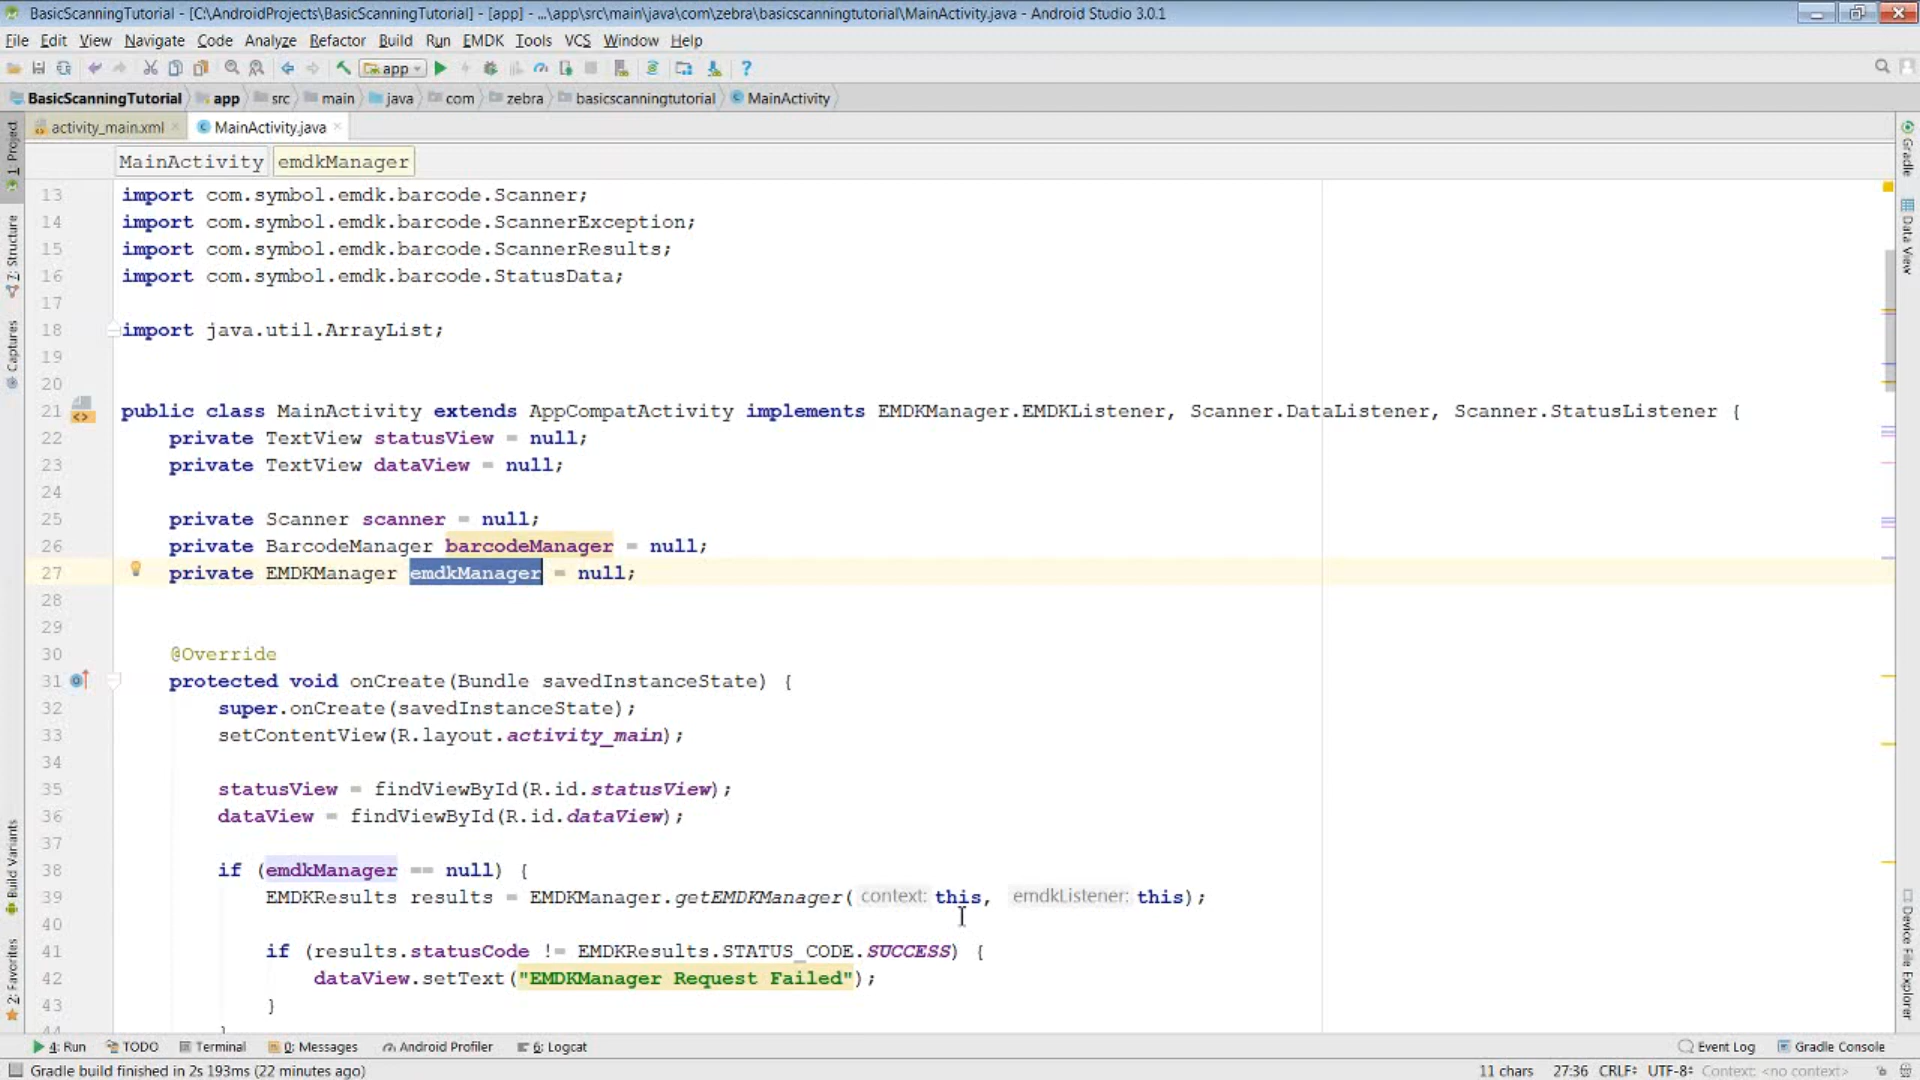 BasicScanningTutorial - [C:\AndroidProjects\BasicScanningTutorial] - [app] - ...\app\src\main\java\com\zebra\basicscanningtutorial\MainActivity.java - Android Studio 3.0.1
File Edit View Navigate Code Analyze Refactor Build Run EMDK Tools VCS Window Help
app
BasicScanningTutorial app src main java com zebra basicscanningtutorial MainActivity
activity_main.xml MainActivity.java
MainActivity emdkManager
13 import com.symbol.emdk.barcode.Scanner;
14 import com.symbol.emdk.barcode.ScannerException;
15 import com.symbol.emdk.barcode.ScannerResults;
16 import com.symbol.emdk.barcode.StatusData;
17
18 import java.util.ArrayList;
19
20
21 public class MainActivity extends AppCompatActivity implements EMDKManager.EMDKListener, Scanner.DataListener, Scanner.StatusListener {
22 private TextView statusView = null;
23 private TextView dataView = null;
24
25 private Scanner scanner = null;
26 private BarcodeManager barcodeManager = null;
27 private EMDKManager emdkManager = null;
28
29
30 @Override
31 protected void onCreate(Bundle savedInstanceState) {
32 super.onCreate(savedInstanceState);
33 setContentView(R.layout.activity_main);
34
35 statusView = findViewById(R.id.statusView);
36 dataView = findViewById(R.id.dataView);
37
38 if (emdkManager == null) {
39 EMDKResults results = EMDKManager.getEMDKManager( context: this, emdkListener: this);
40
41 if (results.statusCode != EMDKResults.STATUS_CODE.SUCCESS) {
42 dataView.setText("EMDKManager Request Failed");
43 }
44 }
1: Project
7: Structure
Captures
Build Variants
2: Favorites
Gradle
Data View
Device File Explorer
4: Run TODO Terminal 0: Messages Android Profiler 6: Logcat Event Log Gradle Console
Gradle build finished in 2s 193ms (22 minutes ago) 11 chars 27:36 CRLF UTF-8 Context: <no context>